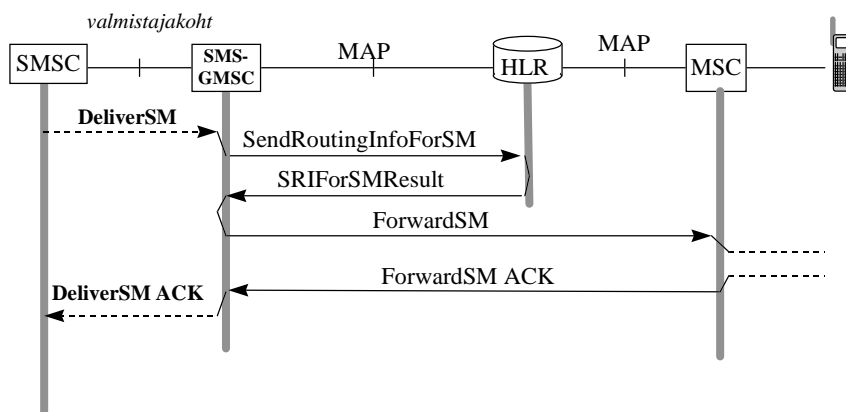 valmistajakoht
SMSC
SMS-
GMSC
MAP
HLR
MAP
MSC
DeliverSM
SendRoutingInfoForSM
SRIForSMResult
ForwardSM
ForwardSM ACK
DeliverSM ACK